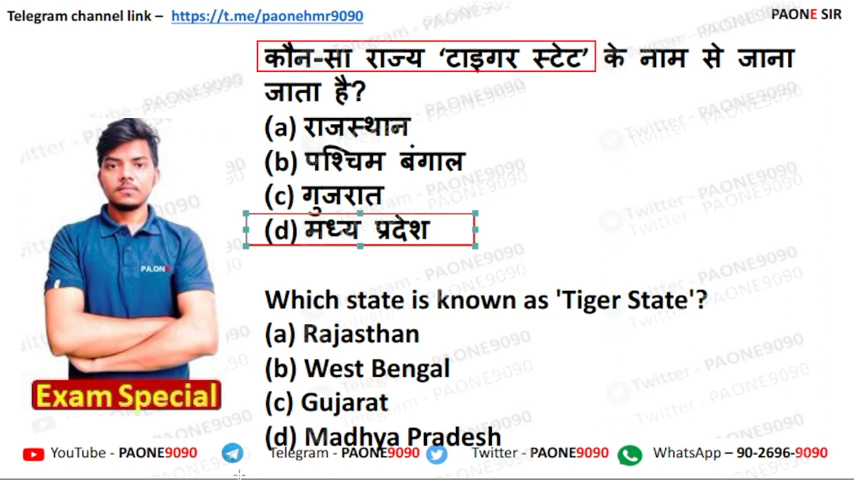 Telegram channel link – https://t.me/paonehmr9090
PAONE SIR
कौन-सा राज्य ‘टाइगर स्टेट’ के नाम से जाना
जाता है?
(a) राजस्थान
(b) पश्चिम बंगाल
(c) गुजरात
(d) मध्य प्रदेश
Which state is known as 'Tiger State'?
(a) Rajasthan
(b) West Bengal
(c) Gujarat
(d) Madhya Pradesh
PAONE
Exam Special
YouTube - PAONE9090
Telegram - PAONE9090
Twitter - PAONE9090
WhatsApp – 90-2696-9090